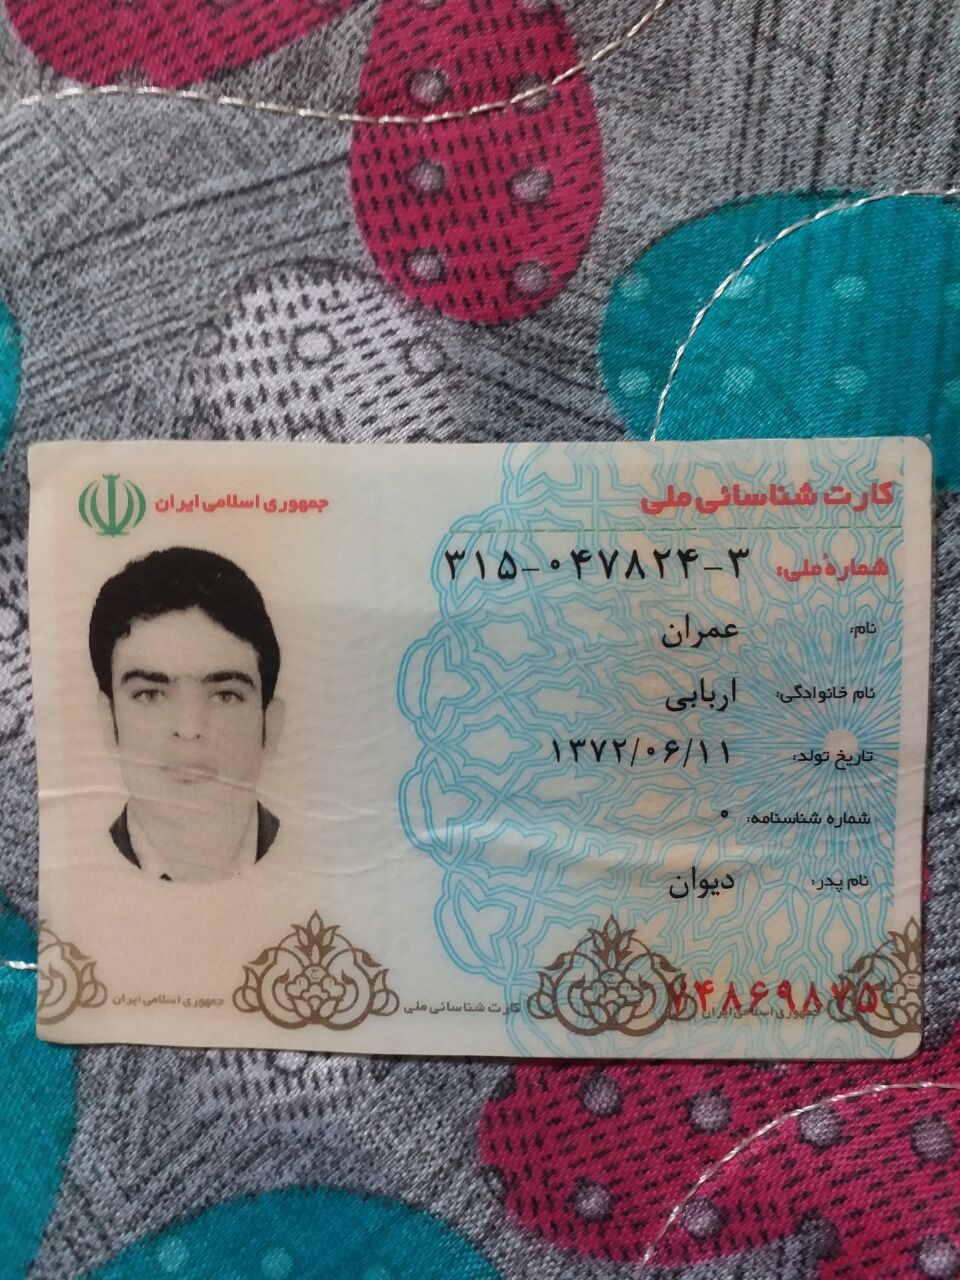 جمهوری اسلامی ایران
کارت شناسائی ملی
شمارهٔ ملی: ۳۱۵-۰۴۷۸۲۴-۳
نام: عمران
نام خانوادگی: اربابی
تاریخ تولد: ۱۳۷۲/۰۶/۱۱
شماره شناسنامه: ۰
نام پدر: دیوان
۷۴۸۶۹۸۷۵
جمهوری اسلامی ایران
کارت شناسائی ملی
جمهوری اسلامی ایران